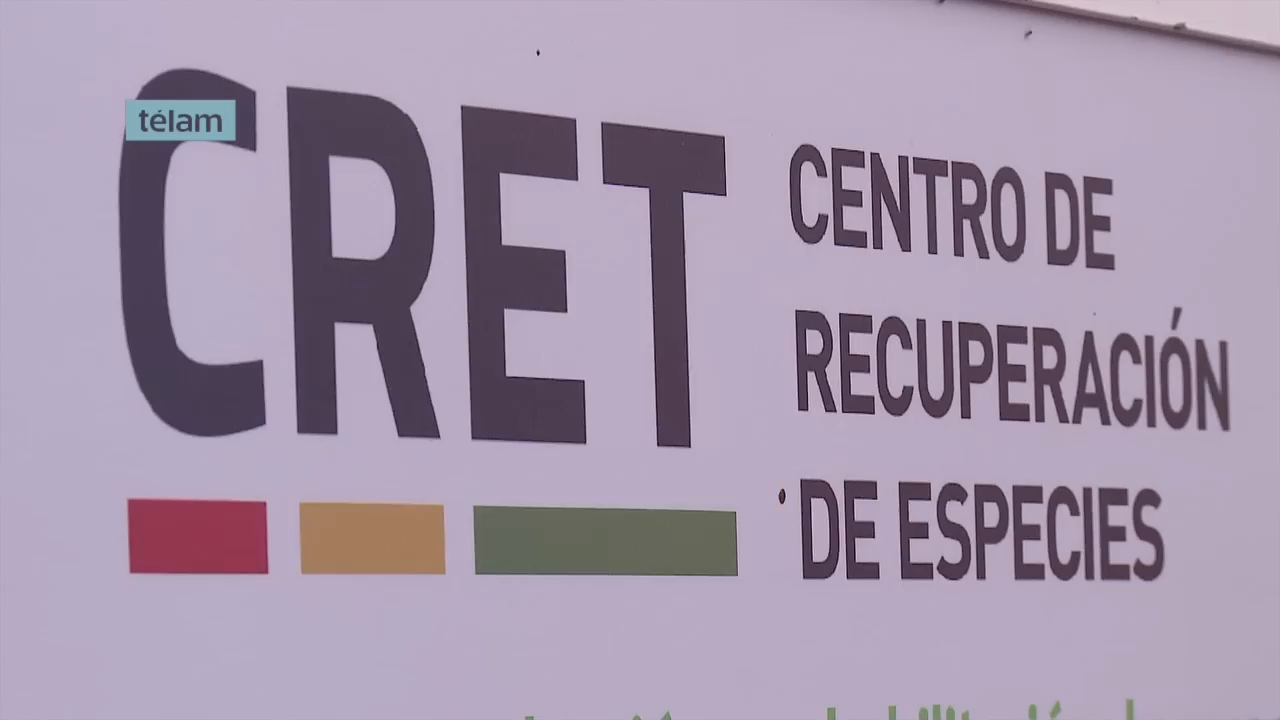 télam
CRET
CENTRO DE
RECUPERACIÓN
DE ESPECIES